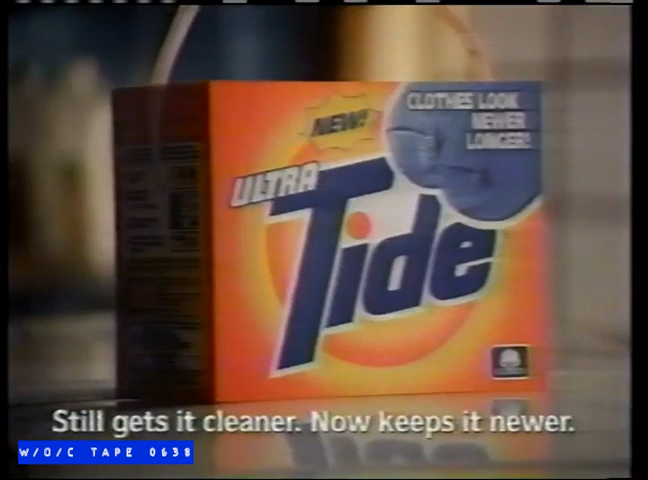 NEW!
CLOTHES LOOK
NEWER
LONGER!
ULTRA
Tide
Still gets it cleaner. Now keeps it newer.
W/O/C TAPE 0638